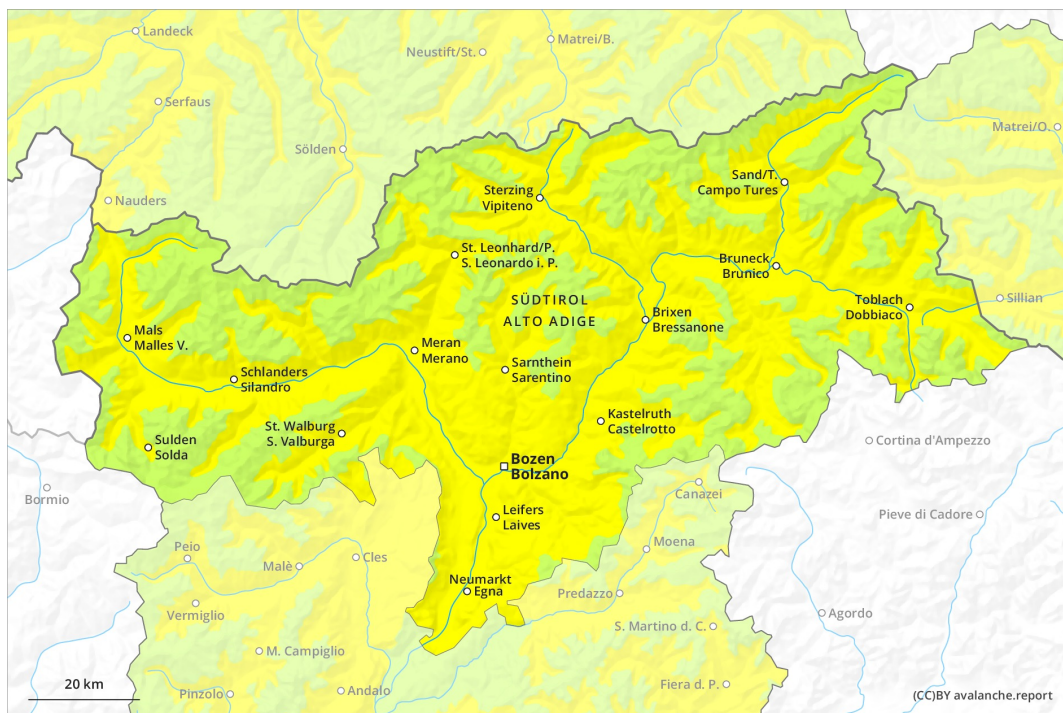 Landeck
Matrei/B.
Neustift/St.
Serfaus
Matrei/O.
Sölden
Sand/T.
Campo Tures
Sterzing
Vipiteno
Nauders
St. Leonhard/P.
S. Leonardo i. P.
Bruneck
Brunico
SÜDTIROL
ALTO ADIGE
Toblach
Dobbiaco
Sillian
Brixen
Bressanone
Mals
Malles V.
Meran
Merano
Sarnthein
Sarentino
Schlanders
Silandro
Kastelruth
Castelrotto
St. Walburg
S. Valburga
Sulden
Solda
Cortina d'Ampezzo
Bozen
Bolzano
Bormio
Canazei
Leifers
Laives
Pieve di Cadore
Peio
Moena
Cles
Malè
Neumarkt
Egna
Predazzo
Vermiglio
Agordo
S. Martino d. C.
M. Campiglio
20 km
Fiera d. P.
Pinzolo
Andalo
(CC)BY avalanche.report